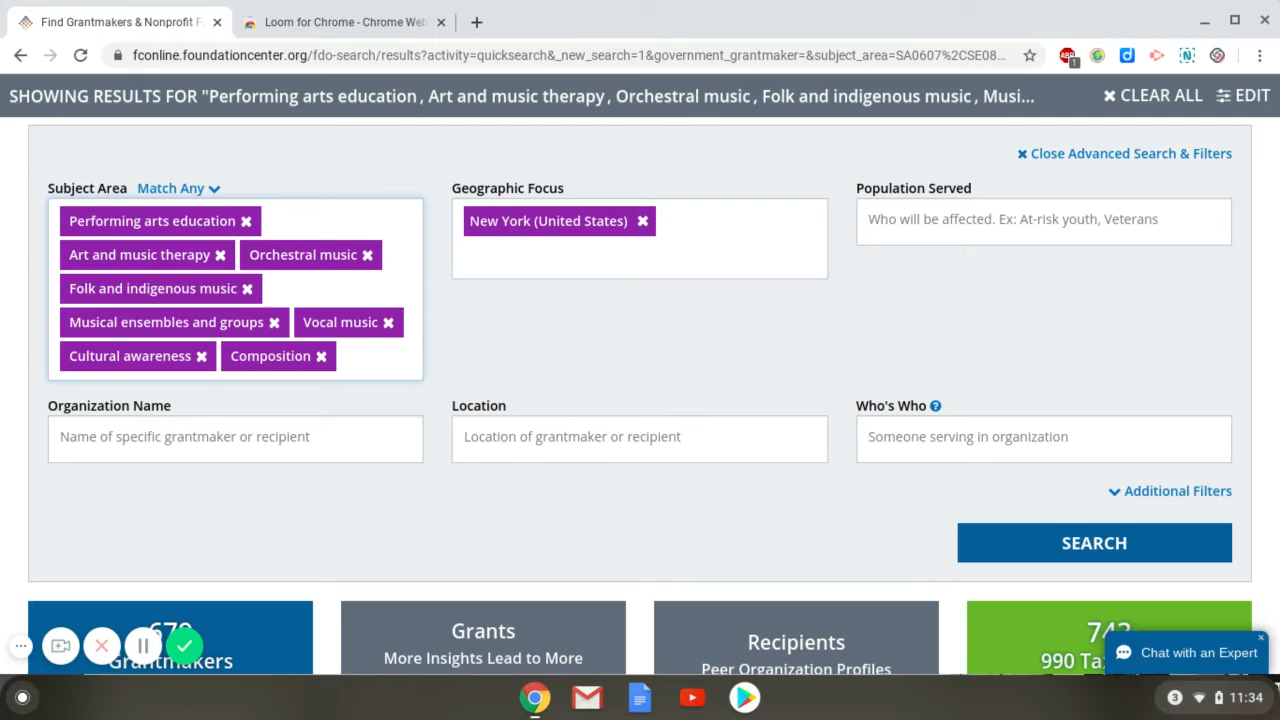 Find Grantmakers & Nonprofit F
Loom for Chrome - Chrome Web
fconline.foundationcenter.org/fdo-search/results?activity=quicksearch&_new_search=1&government_grantmaker=&subject_area=SA0607%2CSE08...
ABP
1
SHOWING RESULTS FOR "Performing arts education , Art and music therapy , Orchestral music , Folk and indigenous music , Musi...
CLEAR ALL
EDIT
Close Advanced Search & Filters
Subject Area Match Any
Performing arts education
Art and music therapy
Orchestral music
Folk and indigenous music
Musical ensembles and groups
Vocal music
Cultural awareness
Composition
Geographic Focus
New York (United States)
Population Served
Who will be affected. Ex: At-risk youth, Veterans
Organization Name
Name of specific grantmaker or recipient
Location
Location of grantmaker or recipient
Who's Who ?
Someone serving in organization
Additional Filters
SEARCH
Grantmakers
Grants
More Insights Lead to More
Recipients
Peer Organization Profiles
990 Ta
Chat with an Expert
3
11:34